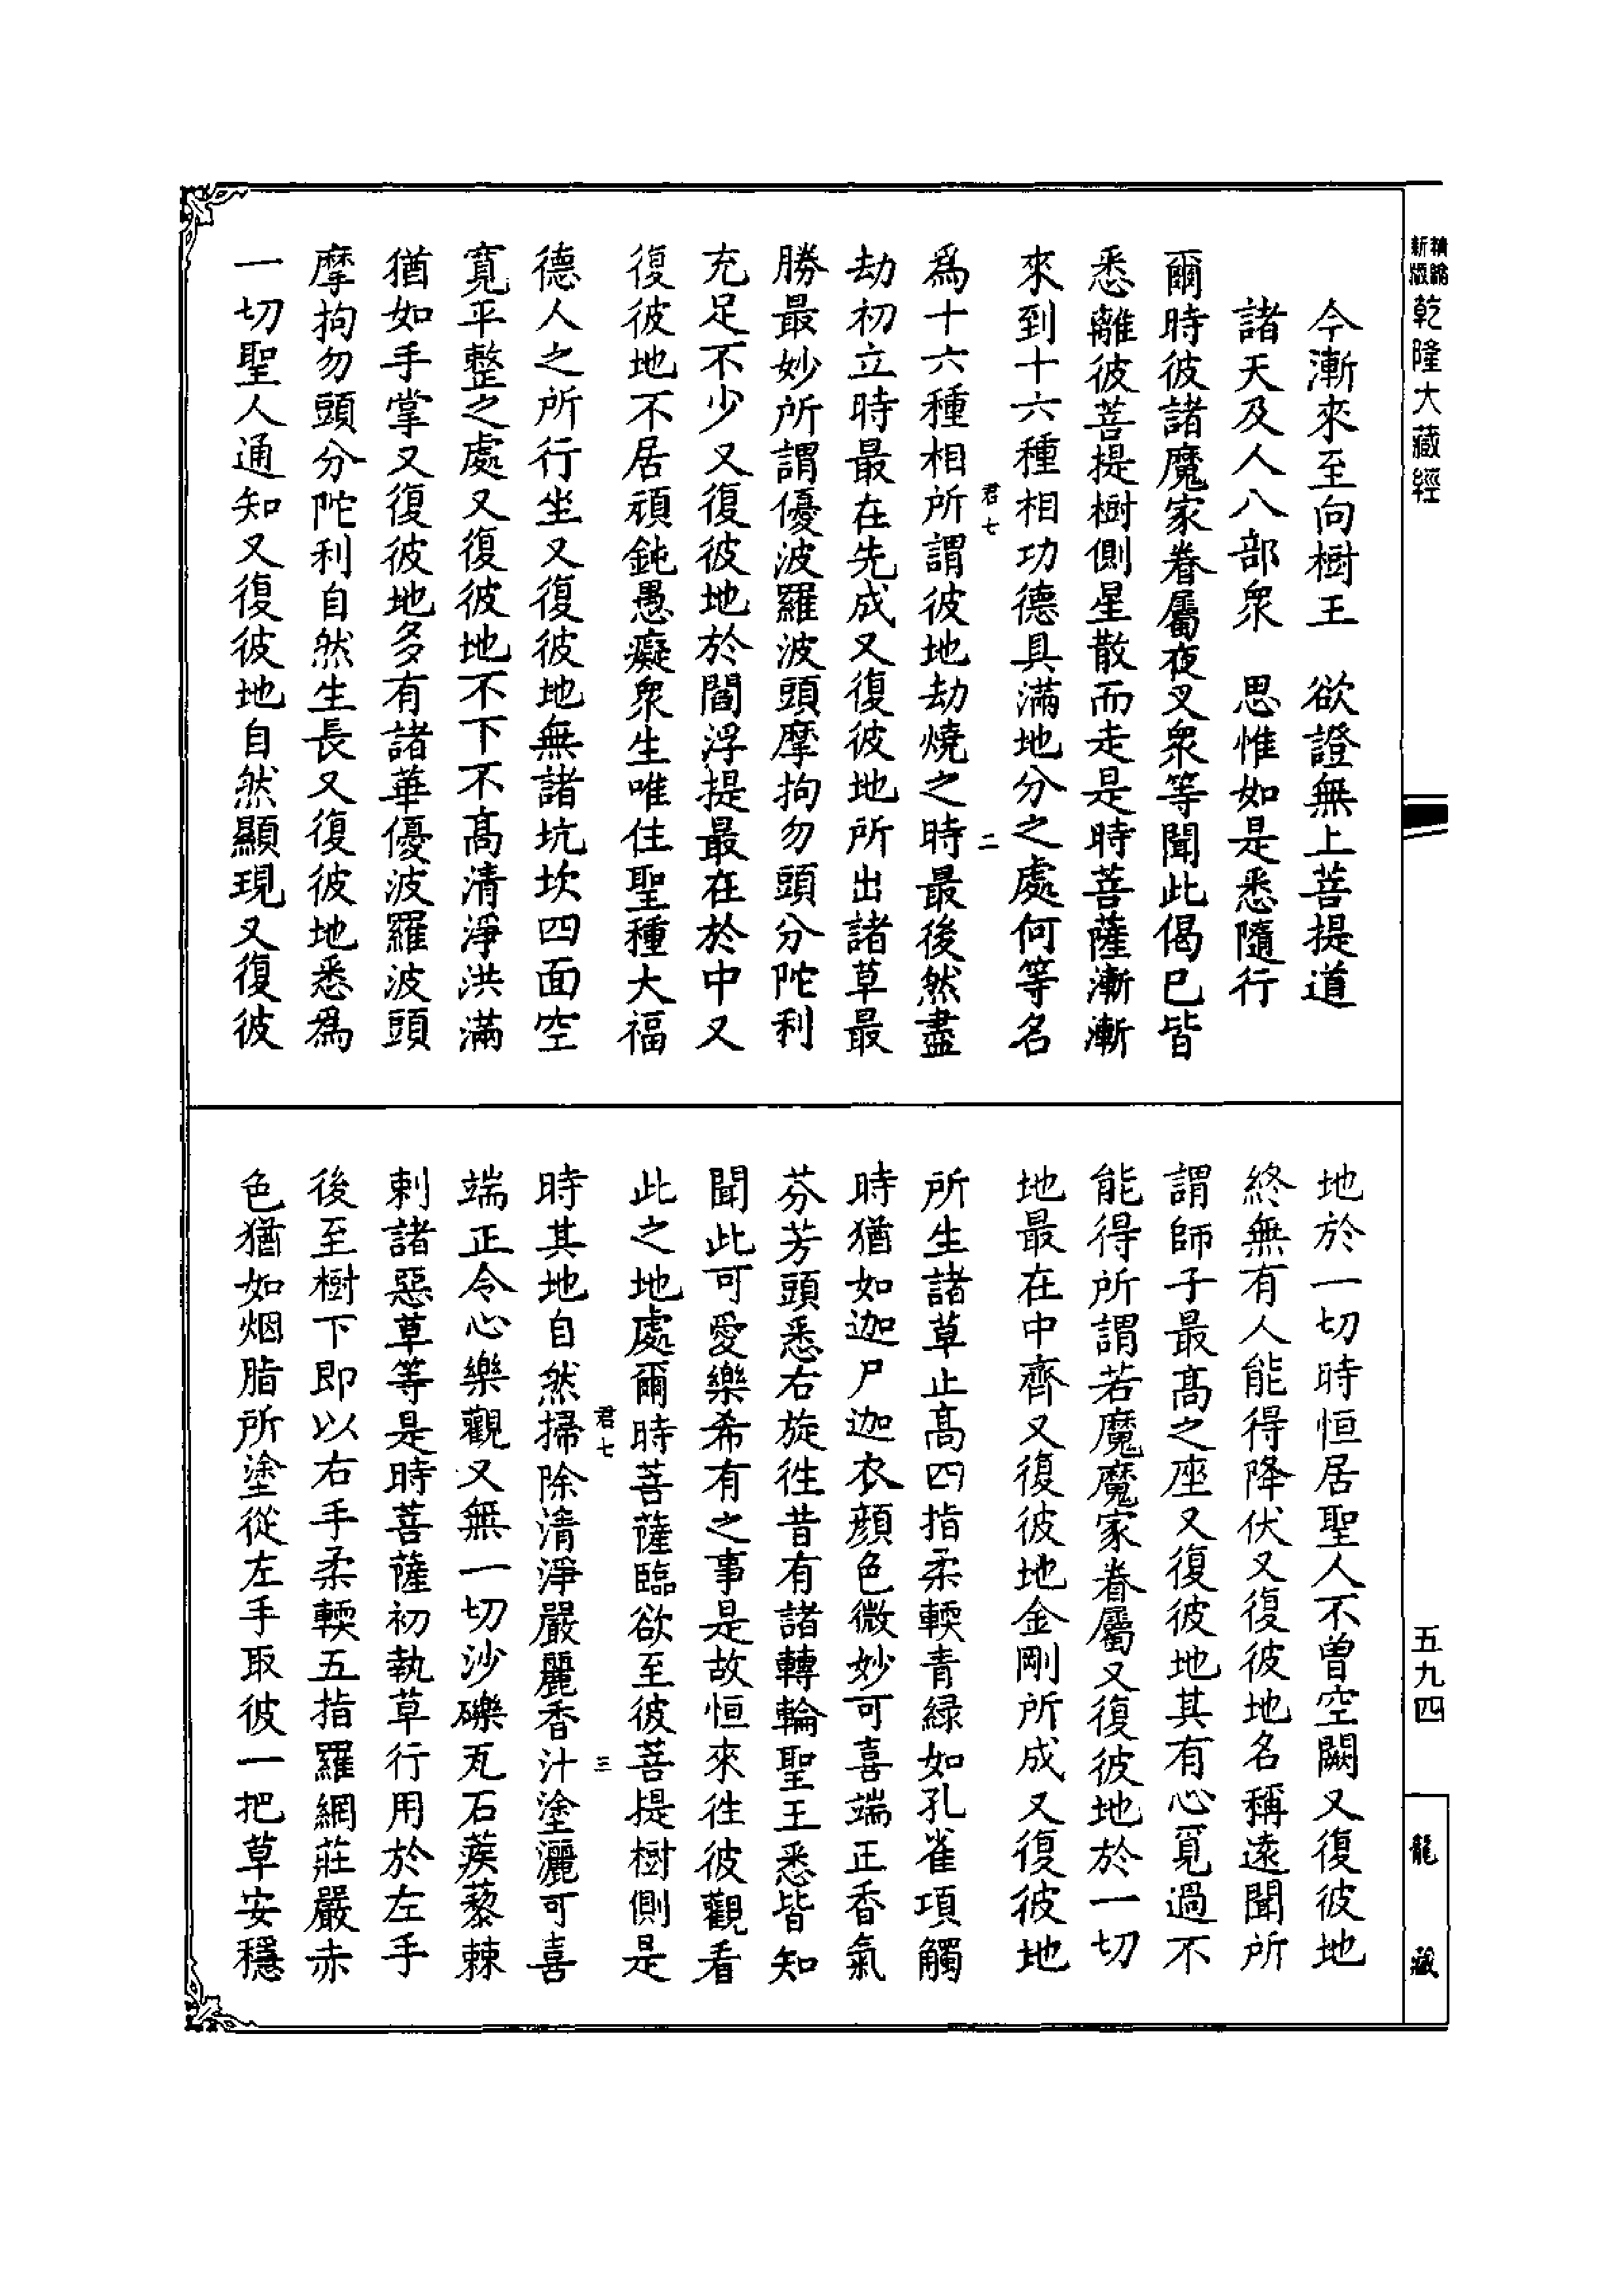 新版
精鐫
乾隆大藏經
今漸來至向樹王　欲證無上菩提道
諸天及人八部衆　思惟如是悉隨行
爾時彼諸魔家眷屬夜叉衆等聞此偈已皆
悉離彼菩提樹側星散而走是時菩薩漸漸
來到十六種相功德具滿地分之處何等名
君七
二
爲十六種相所謂彼地劫燒之時最後然盡
劫初立時最在先成又復彼地所出諸草最
勝最妙所謂優波羅波頭摩拘勿頭分陀利
充足不少又復彼地於閻浮提最在於中又
復彼地不居頑鈍愚癡衆生唯住聖種大福
德人之所行坐又復彼地無諸坑坎四面空
寬平整之處又復彼地不下不髙清淨洪滿
猶如手掌又復彼地多有諸華優波羅波頭
摩拘勿頭分陀利自然生長又復彼地悉爲
一切聖人通知又復彼地自然顯現又復彼
地於一切時恒居聖人不曽空闕又復彼地
終無有人能得降伏又復彼地名稱遠聞所
謂師子最髙之座又復彼地其有心覓過不
能得所謂若魔魔家眷屬又復彼地於一切
地最在中齊又復彼地金剛所成又復彼地
所生諸草止髙四指柔輭青緑如孔雀項觸
時猶如迦尸迦衣顏色微妙可喜端正香氣
芬芳頭悉右旋徃昔有諸轉輪聖王悉皆知
聞此可愛樂希有之事是故恒來徃彼觀看
此之地處爾時菩薩臨欲至彼菩提樹側是
君七
三
時其地自然掃除清淨嚴麗香汁塗灑可喜
端正令心樂觀又無一切沙礫瓦石蒺藜棘
刺諸惡草等是時菩薩初執草行用於左手
後至樹下即以右手柔輭五指羅網莊嚴赤
色猶如烟脂所塗從左手取彼一把草安穩
五九四
龍藏